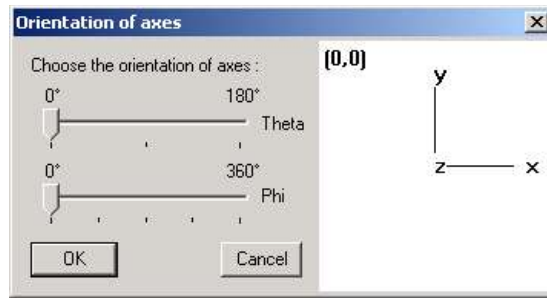 Orientation of axes
Choose the orientation of axes :
0° 180°
Theta
0° 360°
Phi
OK Cancel
(0,0)
y
z x